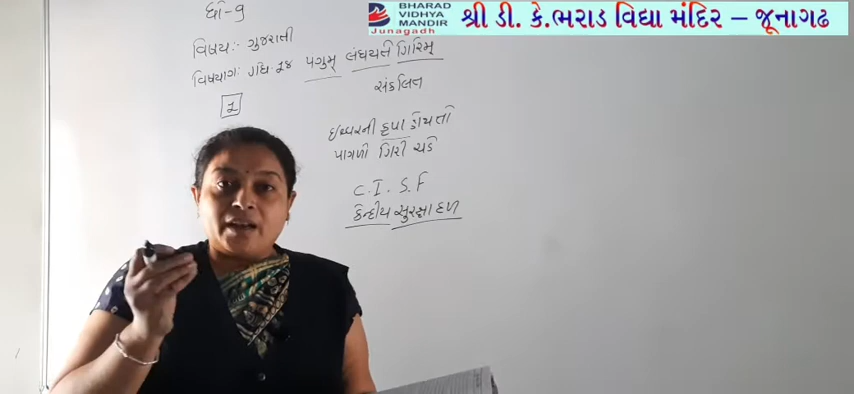 BHARAD
VIDHYA
MANDIR
Junagadh
શ્રી ડી. કે.ભરાડ વિદ્યા મંદિર – જૂનાગઢ
ધો-9
વિષય:- ગુજરાતી
વિષયાંગ: ગદ્ય-૧૪ પંગુમ્ લંઘયતે ગિરિમ્
સંકલિત
1
ઈશ્વરની કૃપા હોય તો
પાંગળો ગિરિ ચડે
C.I.S.F
કેન્દ્રીય સુરક્ષા દળ